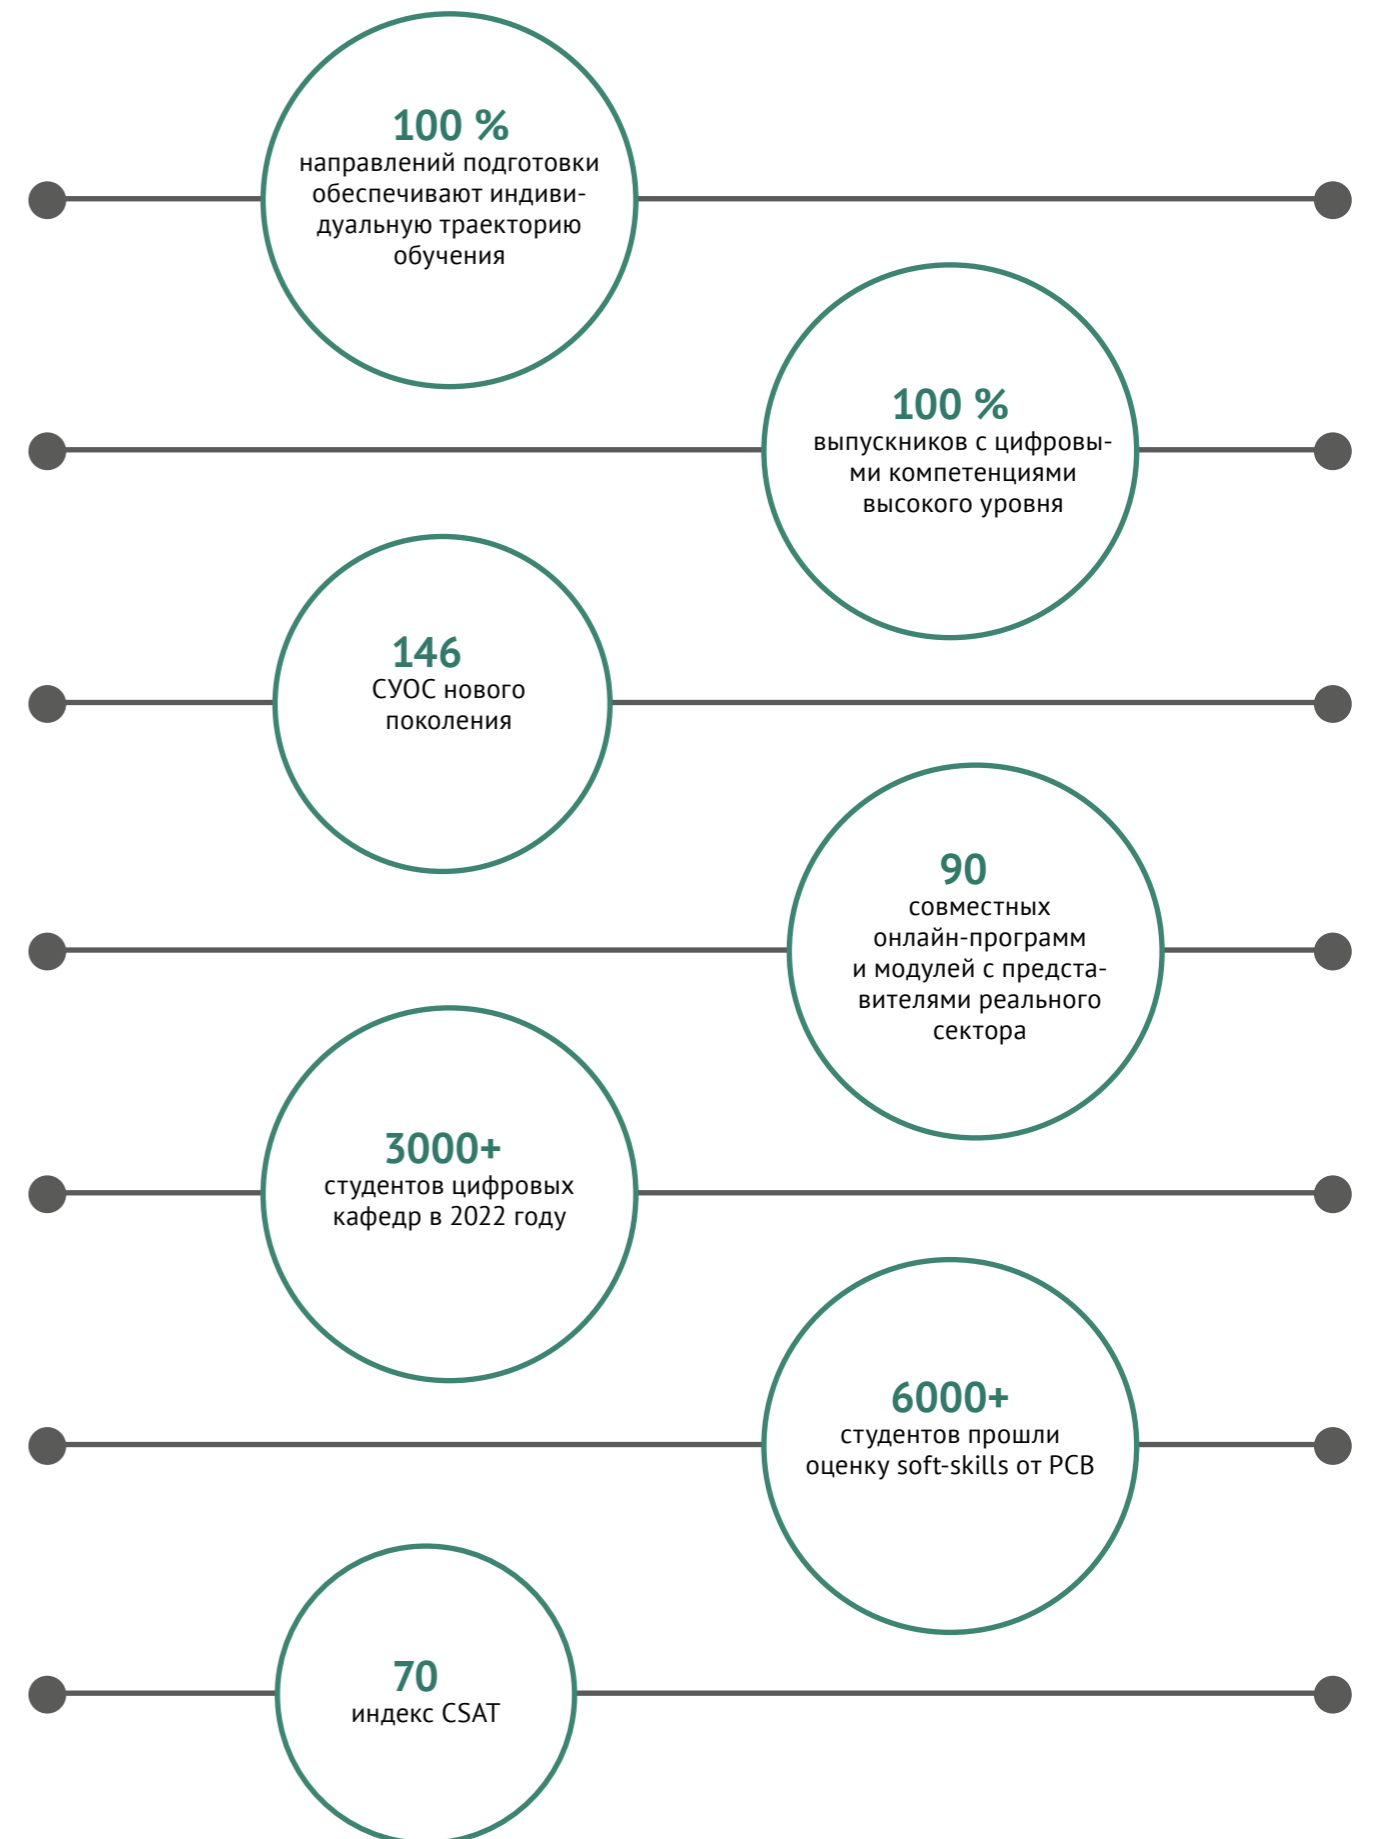 100 %
направлений подготовки
обеспечивают индиви-
дуальную траекторию
обучения
100 %
выпускников с цифровы-
ми компетенциями
высокого уровня
146
СУОС нового
поколения
90
совместных
онлайн-программ
и модулей с предста-
вителями реального
сектора
3000+
студентов цифровых
кафедр в 2022 году
6000+
студентов прошли
оценку soft-skills от РСВ
70
индекс CSAT